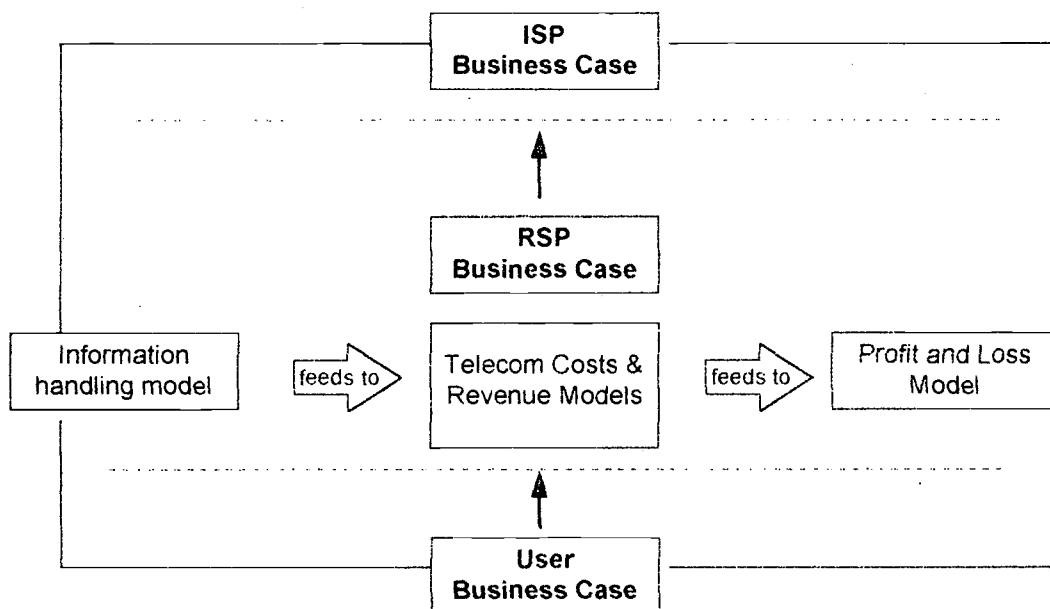 ISP
Business Case
RSP
Business Case
Information
handling model
feeds to
Telecom Costs &
Revenue Models
feeds to
Profit and Loss
Model
User
Business Case